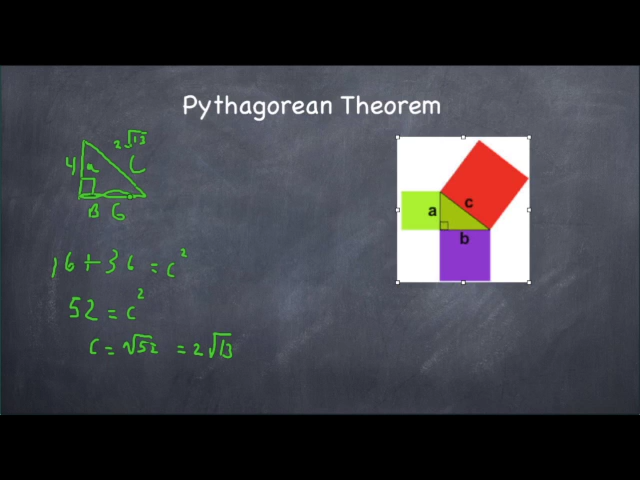 Pythagorean Theorem
2√13
4 a C
B 6
16 + 36 = c²
52 = c²
c = √52 = 2√13
a c
b